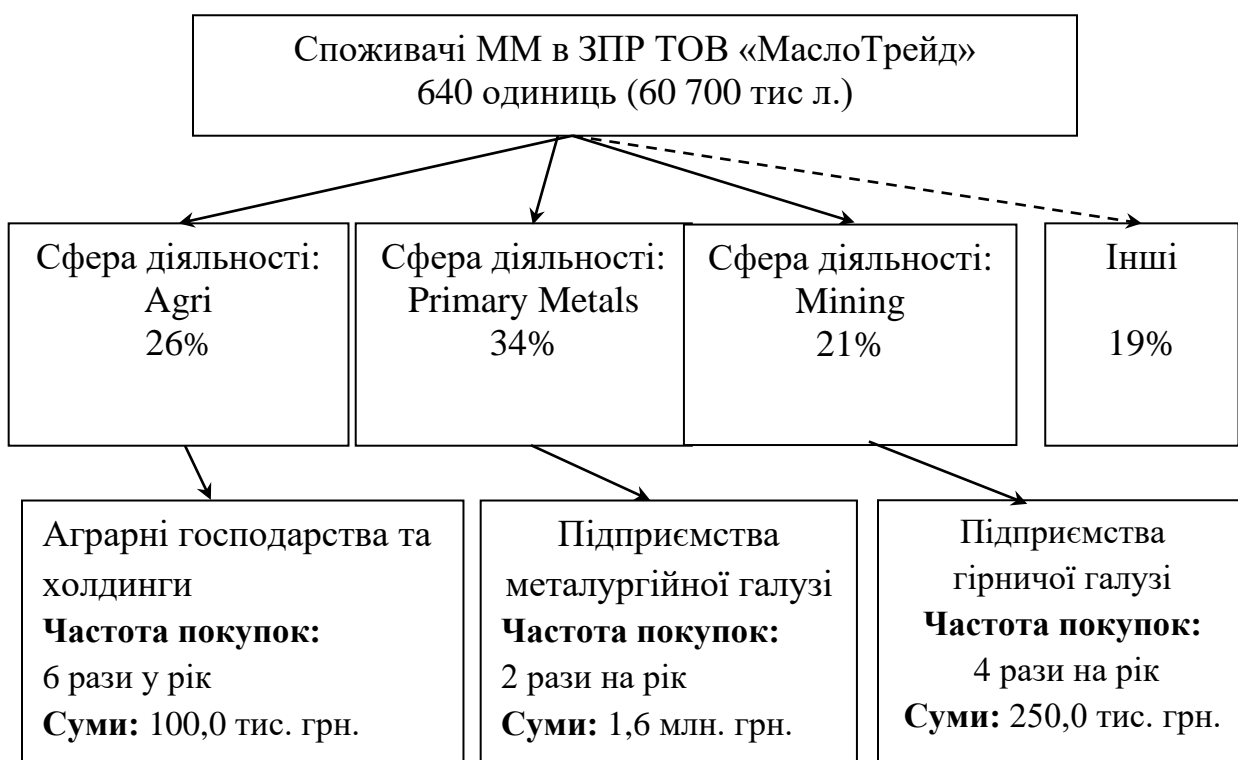 Споживачі ММ в ЗПР ТОВ «МаслоТрейд»
640 одиниць (60 700 тис л.)
Сфера діяльності:
Agri
26%
Сфера діяльності:
Primary Metals
34%
Сфера діяльності:
Mining
21%
Інші
19%
Аграрні господарства та
холдинги
Частота покупок:
6 рази у рік
Суми: 100,0 тис. грн.
Підприємства
металургійної галузі
Частота покупок:
2 рази на рік
Суми: 1,6 млн. грн.
Підприємства
гірничої галузі
Частота покупок:
4 рази на рік
Суми: 250,0 тис. грн.